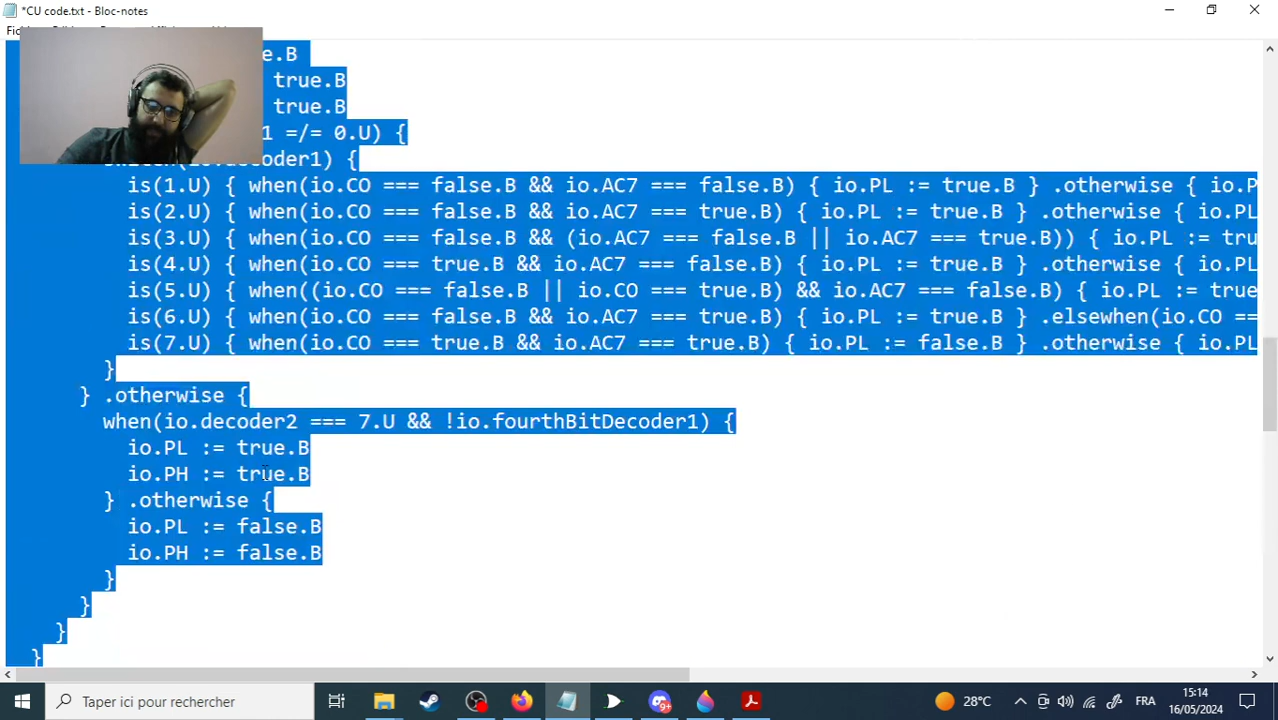 *CU code.txt - Bloc-notes
e.B
true.B
true.B
1 =/= 0.U) {
decoder1) {
is(1.U) { when(io.CO === false.B && io.AC7 === false.B) { io.PL := true.B } .otherwise { io.P
is(2.U) { when(io.CO === false.B && io.AC7 === true.B) { io.PL := true.B } .otherwise { io.PL
is(3.U) { when(io.CO === false.B && (io.AC7 === false.B || io.AC7 === true.B)) { io.PL := tru
is(4.U) { when(io.CO === true.B && io.AC7 === false.B) { io.PL := true.B } .otherwise { io.PL
is(5.U) { when((io.CO === false.B || io.CO === true.B) && io.AC7 === false.B) { io.PL := true
is(6.U) { when(io.CO === false.B && io.AC7 === true.B) { io.PL := true.B } .elsewhen(io.CO ==
is(7.U) { when(io.CO === true.B && io.AC7 === true.B) { io.PL := false.B } .otherwise { io.PL
}
} .otherwise {
when(io.decoder2 === 7.U && !io.fourthBitDecoder1) {
io.PL := true.B
io.PH := true.B
} .otherwise {
io.PL := false.B
io.PH := false.B
}
}
}
}
Taper ici pour rechercher
9+
28°C
FRA
15:14
16/05/2024